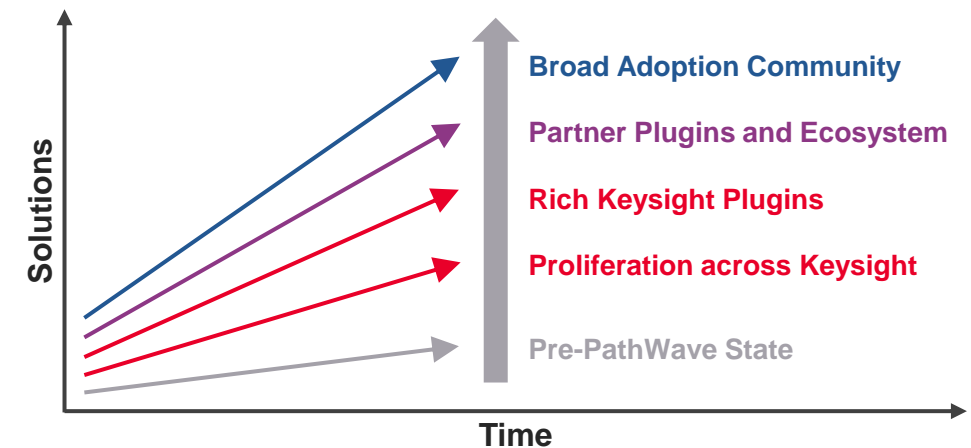 Solutions
Broad Adoption Community
Partner Plugins and Ecosystem
Rich Keysight Plugins
Proliferation across Keysight
Pre-PathWave State
Time